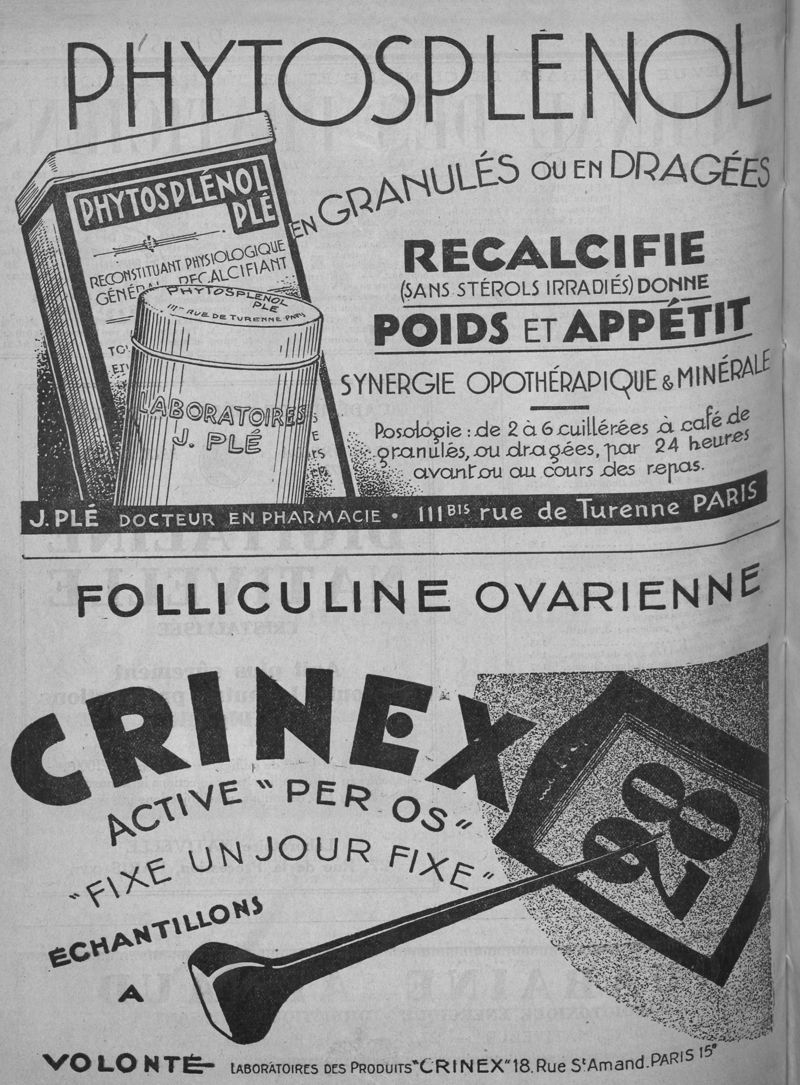 PHYTOSPLÉNOL
EN GRANULÉS OU EN DRAGÉES
PHYTOSPLÉNOL
PLÉ
RECONSTITUANT PHYSIOLOGIQUE
GÉNÉRAL RECALCIFIANT
PHYTOSPLENOL
PLE
111bis RUE DE TURENNE PARIS
LABORATOIRES
J. PLÉ
RECALCIFIE
(SANS STÉROLS IRRADIÉS) DONNE
POIDS ET APPÉTIT
SYNERGIE OPOTHÉRAPIQUE & MINÉRALE
Posologie : de 2 à 6 cuillérées à café de
granulés, ou dragées, par 24 heures
avant ou au cours des repas.
J. PLÉ DOCTEUR EN PHARMACIE • 111BIS rue de Turenne PARIS
FOLLICULINE OVARIENNE
CRINEX
ACTIVE "PER OS"
"FIXE UN JOUR FIXE"
28
ÉCHANTILLONS
A
VOLONTÉ
LABORATOIRES DES PRODUITS "CRINEX" 18, Rue St Amand. PARIS 15e